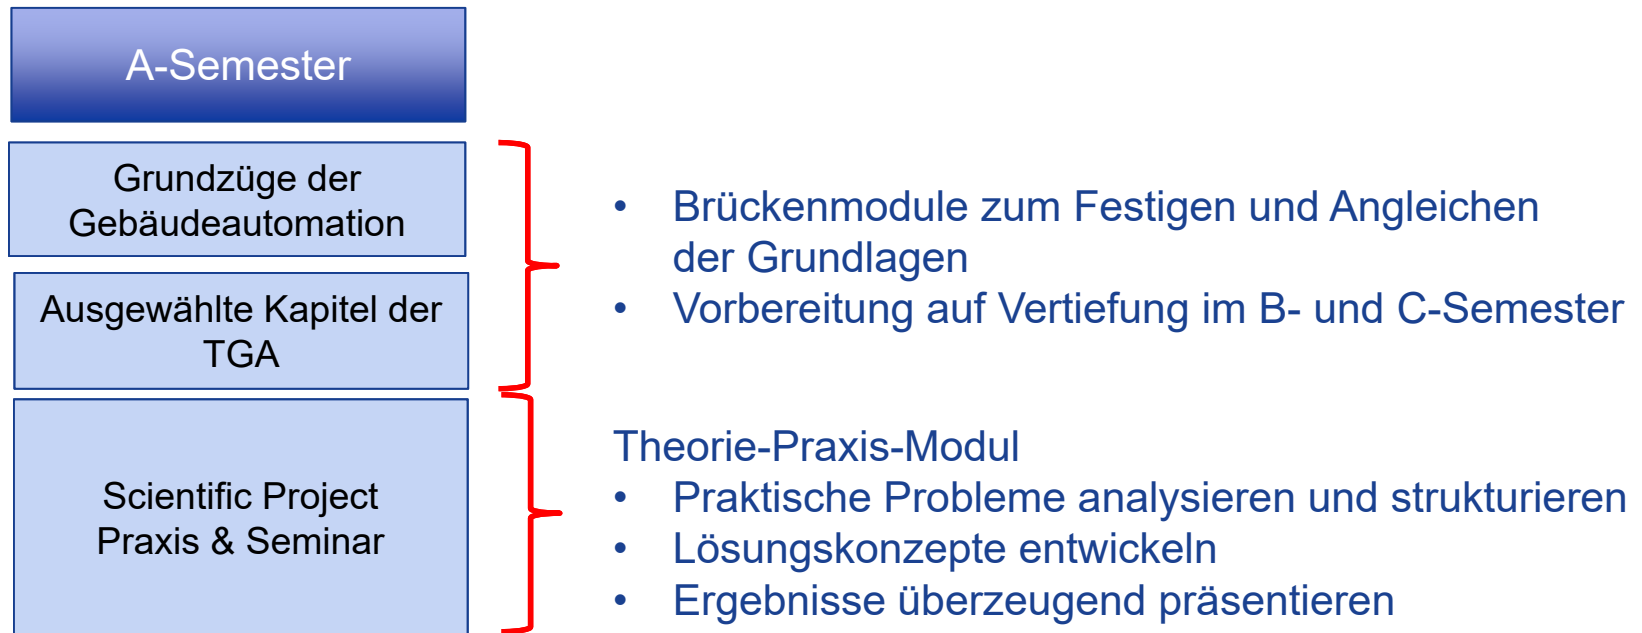 A-Semester
Grundzüge der
Gebäudeautomation
Ausgewählte Kapitel der
TGA
• Brückenmodule zum Festigen und Angleichen
der Grundlagen
• Vorbereitung auf Vertiefung im B- und C-Semester
Scientific Project
Praxis & Seminar
Theorie-Praxis-Modul
• Praktische Probleme analysieren und strukturieren
• Lösungskonzepte entwickeln
• Ergebnisse überzeugend präsentieren